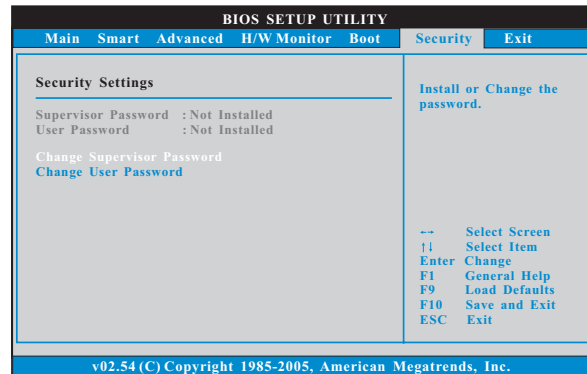 BIOS SETUP UTILITY
Main Smart Advanced H/W Monitor Boot Security Exit
Security Settings
Supervisor Password : Not Installed
User Password : Not Installed
Change Supervisor Password
Change User Password
Install or Change the
password.
←→ Select Screen
↑↓ Select Item
Enter Change
F1 General Help
F9 Load Defaults
F10 Save and Exit
ESC Exit
v02.54 (C) Copyright 1985-2005, American Megatrends, Inc.